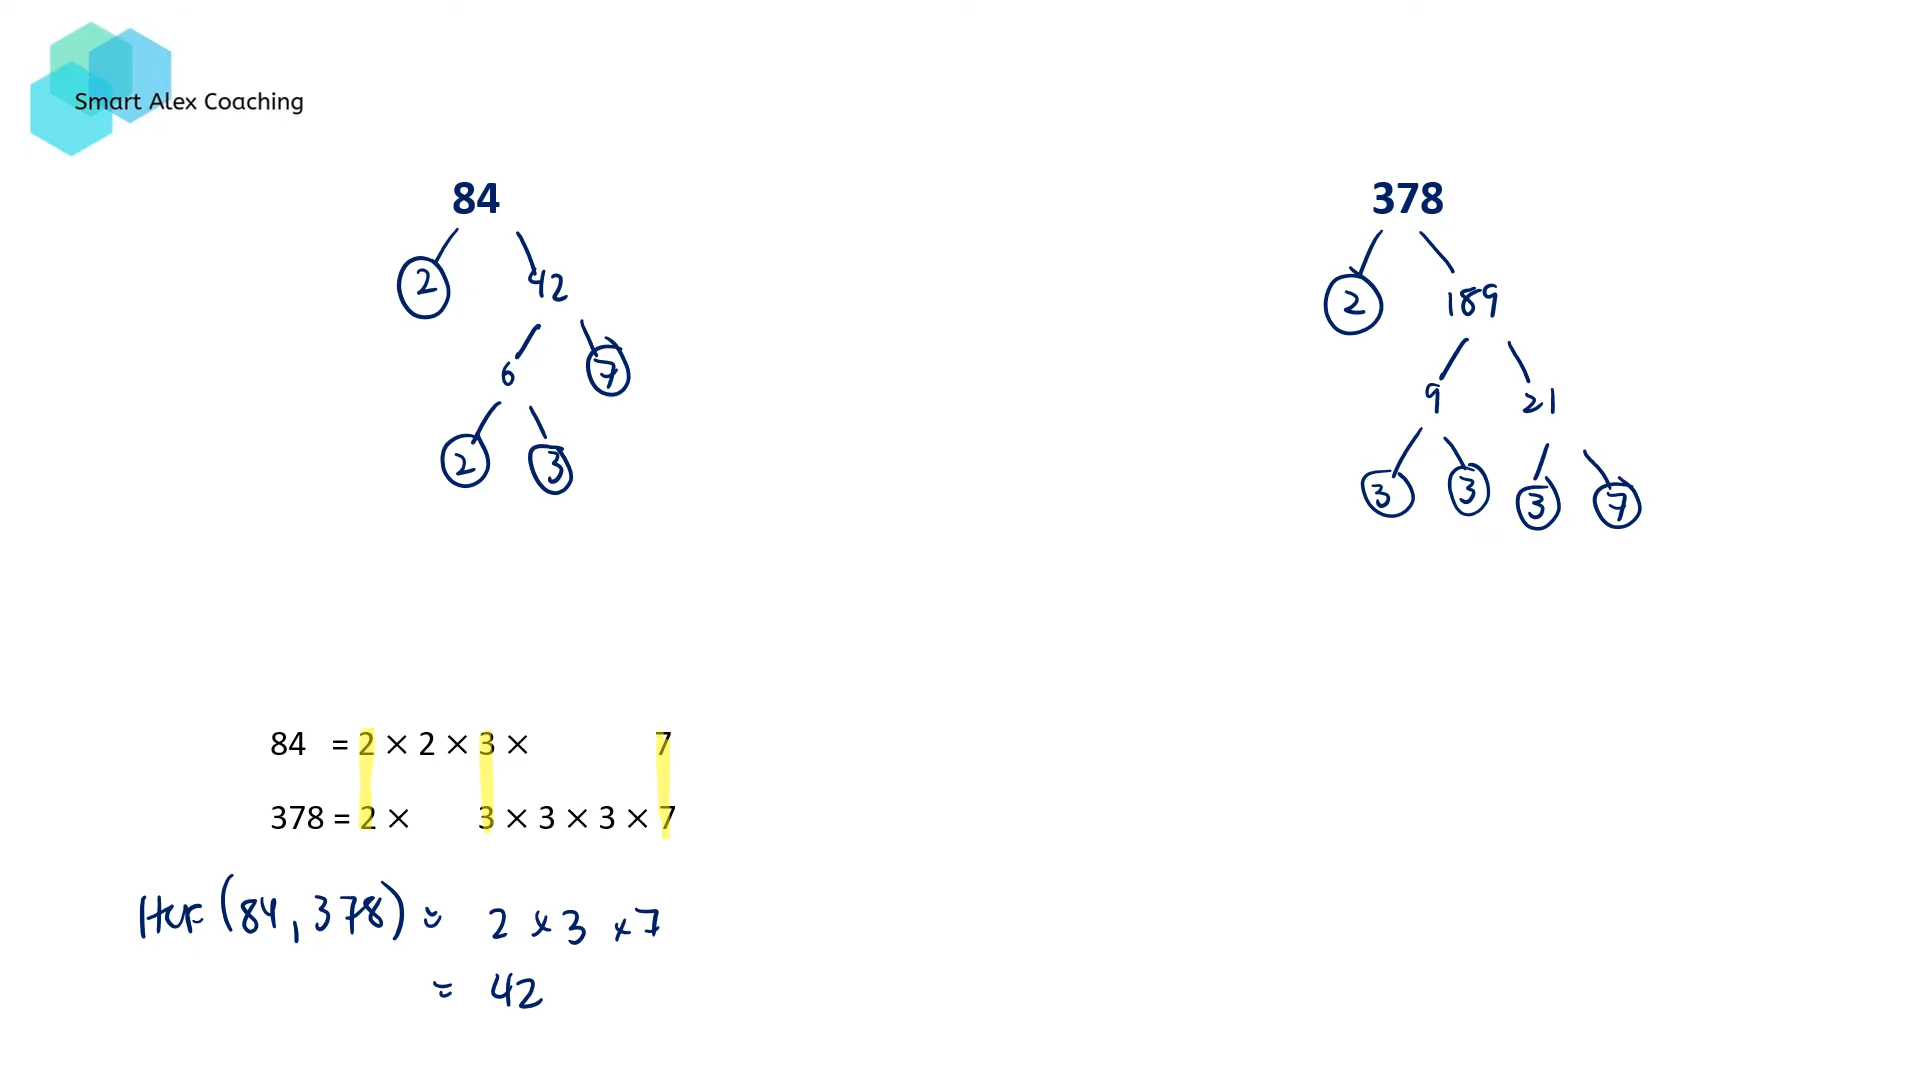 Smart Alex Coaching
84
378
2 42
2 189
6 7
9 21
2 3
3 3 3 7
84 = 2 × 2 × 3 × 7
378 = 2 × 3 × 3 × 3 × 7
HCF (84, 378) = 2 × 3 × 7
= 42